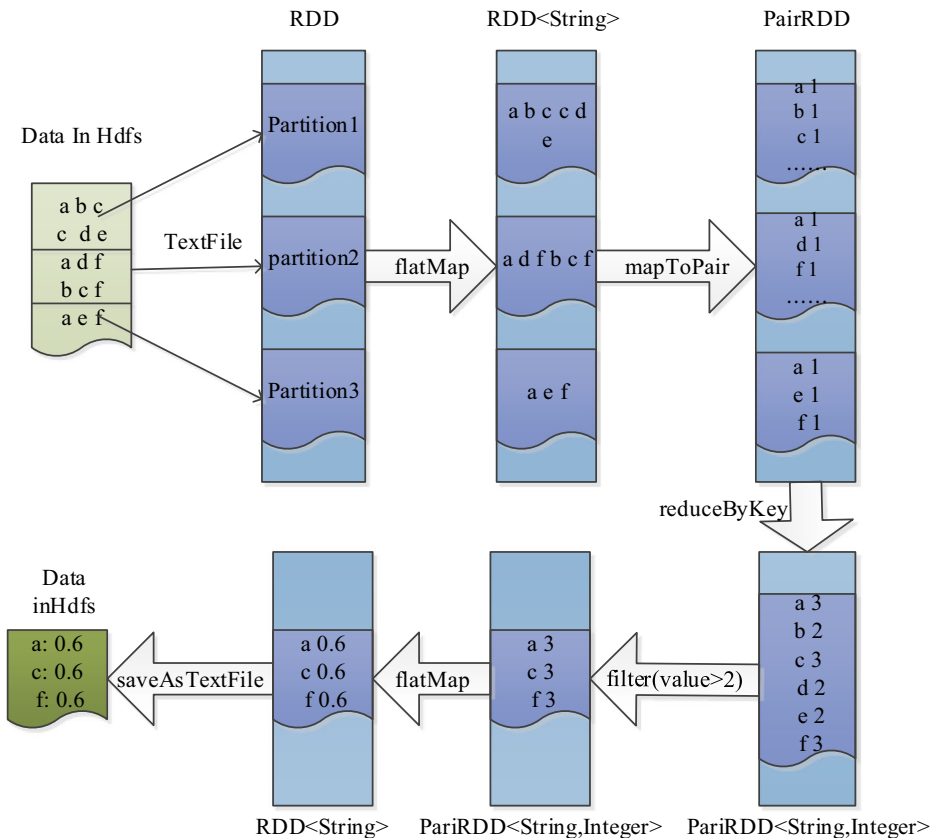 RDD
RDD<String>
PairRDD
Data In Hdfs
a b c
c d e
a d f
b c f
a e f
TextFile
Partition1
partition2
Partition3
flatMap
a b c c d
e
a d f b c f
a e f
mapToPair
a 1
b 1
c 1
......
a 1
d 1
f 1
......
a 1
e 1
f 1
reduceByKey
a 3
b 2
c 3
d 2
e 2
f 3
filter(value>2)
a 3
c 3
f 3
flatMap
a 0.6
c 0.6
f 0.6
saveAsTextFile
Data
inHdfs
a: 0.6
c: 0.6
f: 0.6
RDD<String>
PariRDD<String,Integer>
PariRDD<String,Integer>